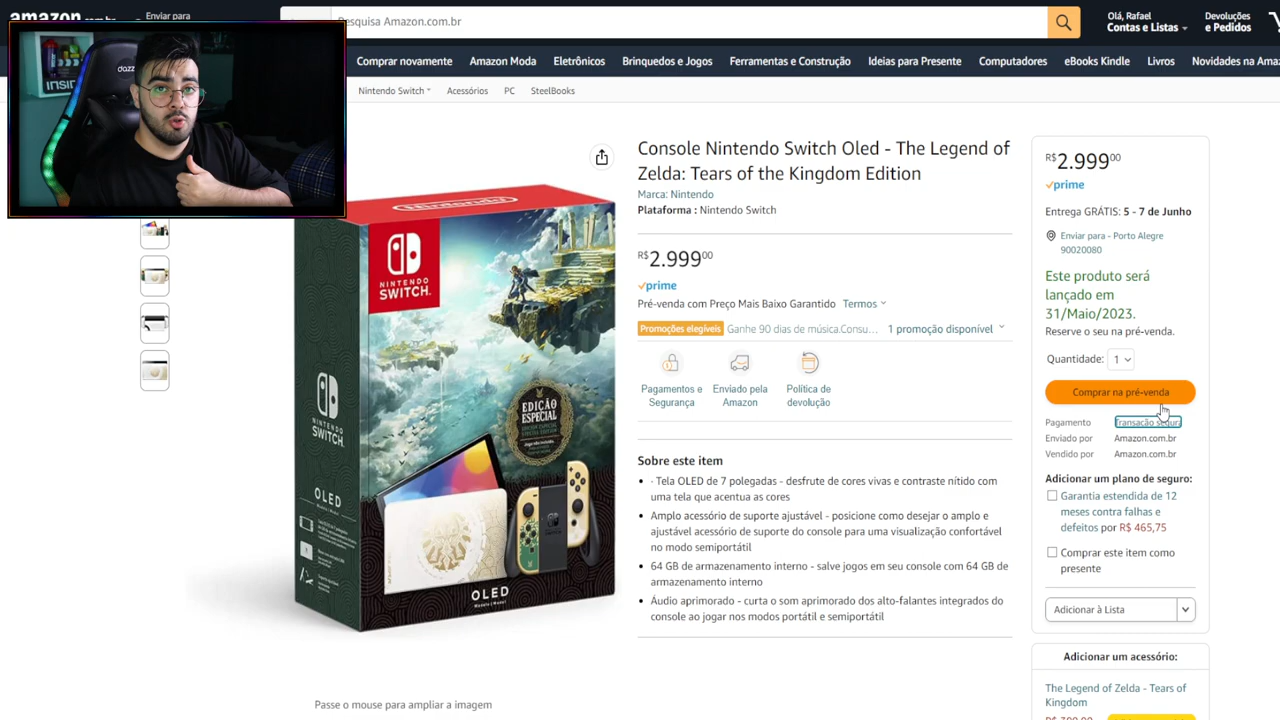 amazon
Enviar para
Pesquisa Amazon.com.br
Olá, Rafael
Contas e Listas
Devoluções
e Pedidos
Comprar novamente
Amazon Moda
Eletrônicos
Brinquedos e Jogos
Ferramentas e Construção
Ideias para Presente
Computadores
eBooks Kindle
Livros
Novidades na Amaz
Nintendo Switch
Acessórios
PC
SteelBooks
INSID
dazz
Console Nintendo Switch Oled - The Legend of
Zelda: Tears of the Kingdom Edition
Marca: Nintendo
Plataforma : Nintendo Switch
R$2.99900
prime
Pré-venda com Preço Mais Baixo Garantido Termos
Promoções elegíveis Ganhe 90 dias de música.Consu... 1 promoção disponível
Pagamentos e
Segurança
Enviado pela
Amazon
Política de
devolução
Sobre este item
• · Tela OLED de 7 polegadas - desfrute de cores vivas e contraste nítido com
uma tela que acentua as cores
• Amplo acessório de suporte ajustável - posicione como desejar o amplo e
ajustável acessório de suporte do console para uma visualização confortável
no modo semiportátil
• 64 GB de armazenamento interno - salve jogos em seu console com 64 GB de
armazenamento interno
• Áudio aprimorado - curta o som aprimorado dos alto-falantes integrados do
console ao jogar nos modos portátil e semiportátil
Nintendo
NINTENDO
SWITCH
NINTENDO
SWITCH
OLED
EDIÇÃO
ESPECIAL
OLED
Passe o mouse para ampliar a imagem
R$2.99900
prime
Entrega GRÁTIS: 5 - 7 de Junho
Enviar para - Porto Alegre
90020080
Este produto será
lançado em
31/Maio/2023.
Reserve o seu na pré-venda.
Quantidade: 1
Comprar na pré-venda
Pagamento Transação segura
Enviado por Amazon.com.br
Vendido por Amazon.com.br
Adicionar um plano de seguro:
Garantia estendida de 12
meses contra falhas e
defeitos por R$ 465,75
Comprar este item como
presente
Adicionar à Lista
Adicionar um acessório:
The Legend of Zelda - Tears of
Kingdom